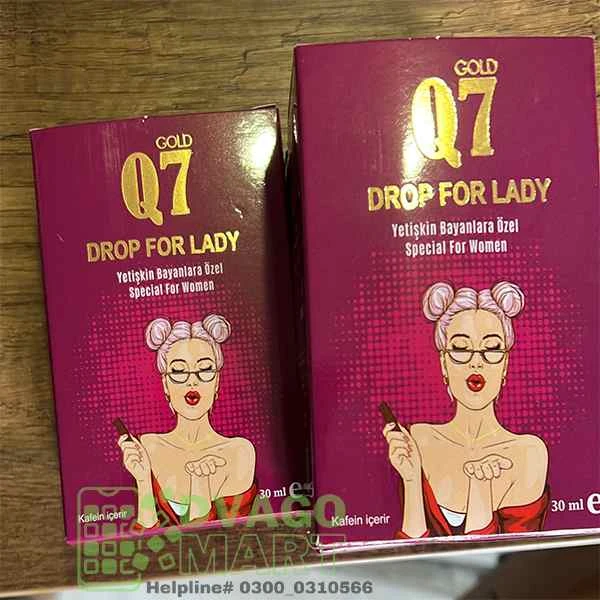 GOLD
Q7
DROP FOR LADY
Yetişkin Bayanlara Özel
Special For Women
30 ml e
Kafein içerir
GOLD
Q7
DROP FOR LADY
Yetişkin Bayanlara Özel
Special For Women
30 ml e
Kafein içerir
DVAGO
MART
Helpline# 0300_0310566